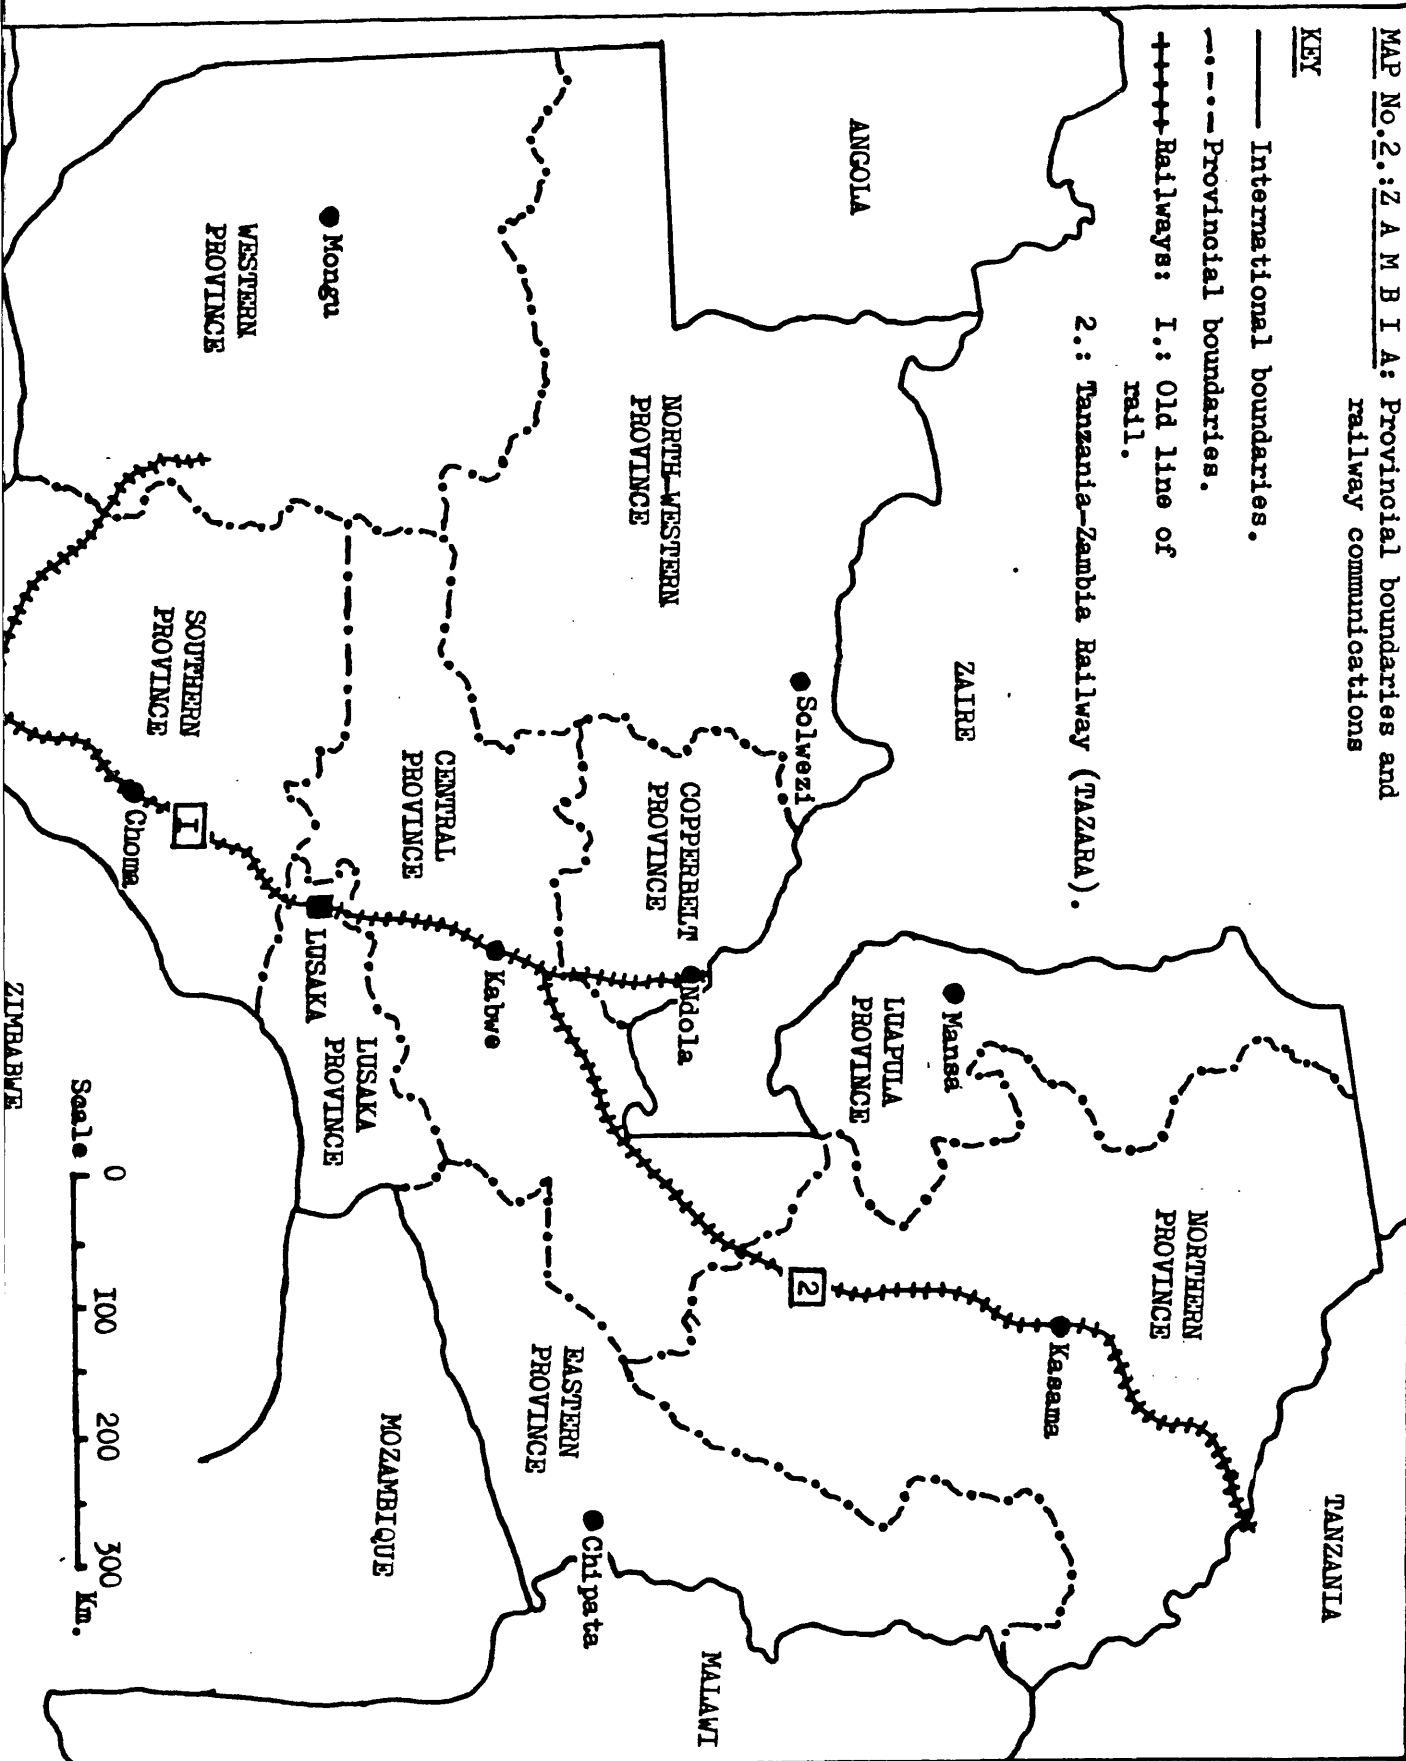 MAP No.2.:Z A M B I A: Provincial boundaries and
railway communications
KEY
International boundaries.
Provincial boundaries.
Railways: I.: Old line of
rail.
2.: Tanzania-Zambia Railway (TAZARA).
TANZANIA
ANGOLA
ZAIRE
NORTHERN
PROVINCE
Kasama
Mansa
LUAPULA
PROVINCE
Solwezi
2
MALAWI
NORTH-WESTERN
PROVINCE
COPPERBELT
PROVINCE
Ndola
Chipata
EASTERN
PROVINCE
Kabwe
CENTRAL
PROVINCE
MOZAMBIQUE
Mongu
LUSAKA
LUSAKA
PROVINCE
WESTERN
PROVINCE
SOUTHERN
PROVINCE
I
Choma
0 100 200 300
Scale Km.
ZIMBABWE